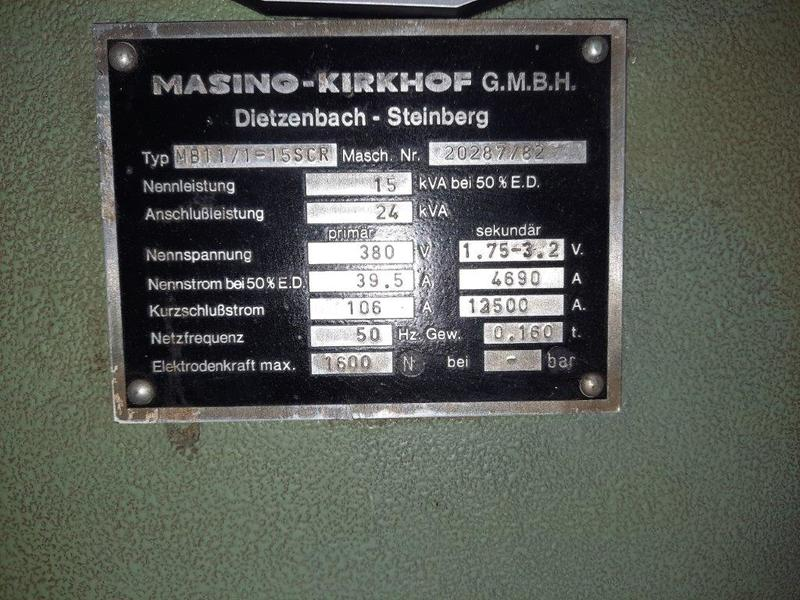 MASINO-KIRKHOF G.M.B.H.
Dietzenbach - Steinberg
Typ MB11/1-15SCR Masch. Nr. 20287/82
Nennleistung 15 kVA bei 50% E.D.
Anschlußleistung 24 kVA
primär sekundär
Nennspannung 380 V 1.75-3.2 V.
Nennstrom bei 50% E.D. 39.5 A 4690 A
Kurzschlußstrom 106 A 12500 A.
Netzfrequenz 50 Hz. Gew. 0.160 t.
Elektrodenkraft max. 1600 N bei - bar